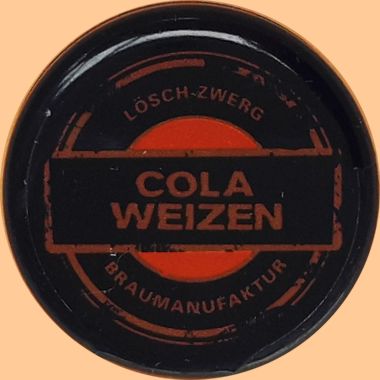 LÖSCH-ZWERG
COLA
WEIZEN
BRAUMANUFAKTUR